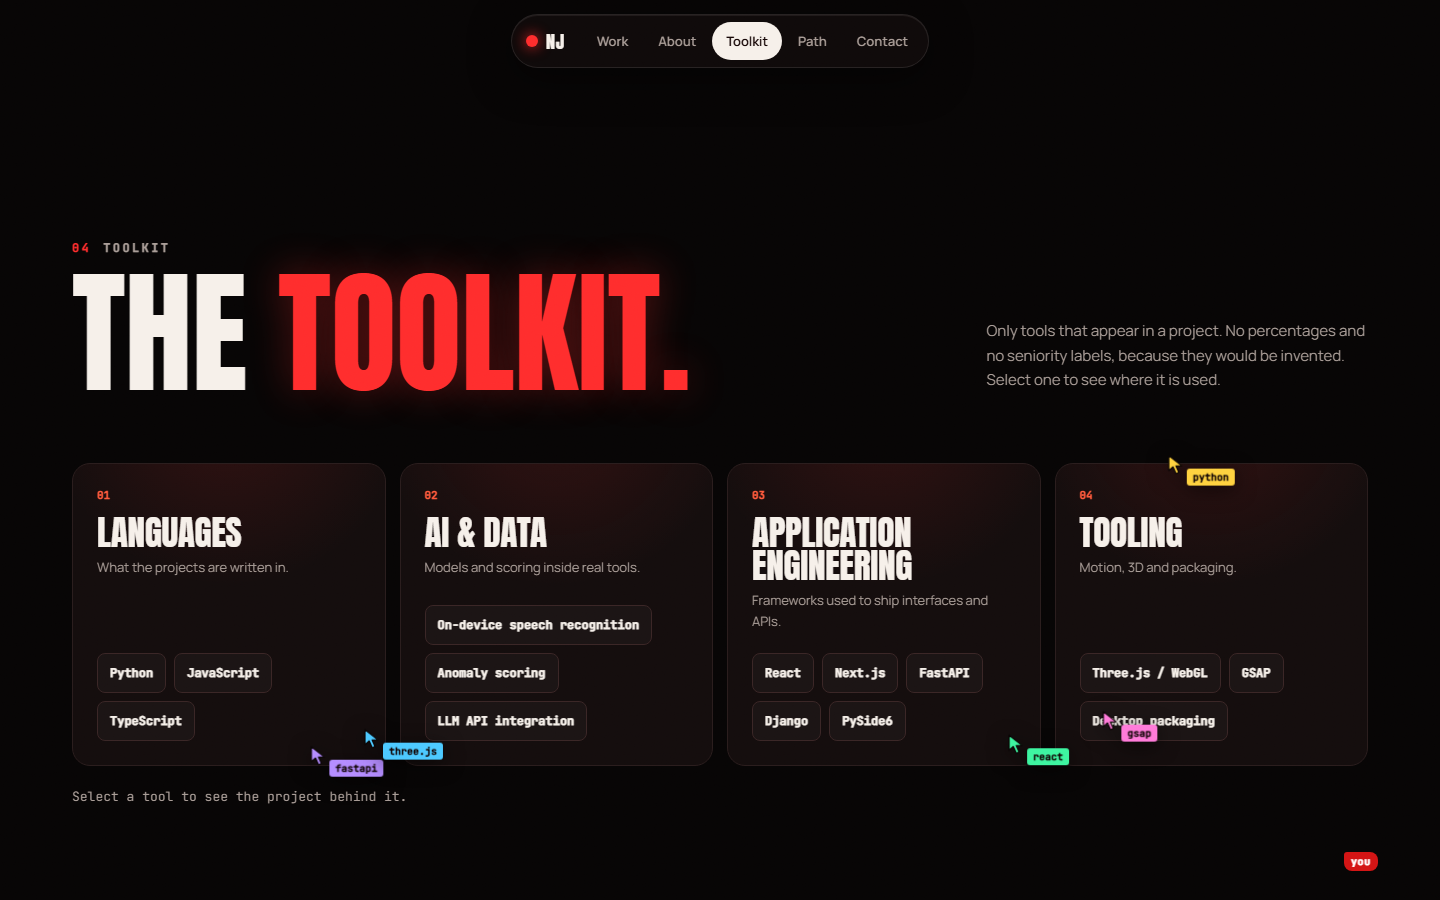 NJ Work About Toolkit Path Contact
04 TOOLKIT
THE TOOLKIT.
Only tools that appear in a project. No percentages and
no seniority labels, because they would be invented.
Select one to see where it is used.
01
LANGUAGES
What the projects are written in.
Python JavaScript
TypeScript
02
AI & DATA
Models and scoring inside real tools.
On-device speech recognition
Anomaly scoring
LLM API integration
03
APPLICATION
ENGINEERING
Frameworks used to ship interfaces and
APIs.
React Next.js FastAPI
Django PySide6
04
TOOLING
Motion, 3D and packaging.
Three.js / WebGL GSAP
Desktop packaging
python
three.js
fastapi
react
gsap
Select a tool to see the project behind it.
you